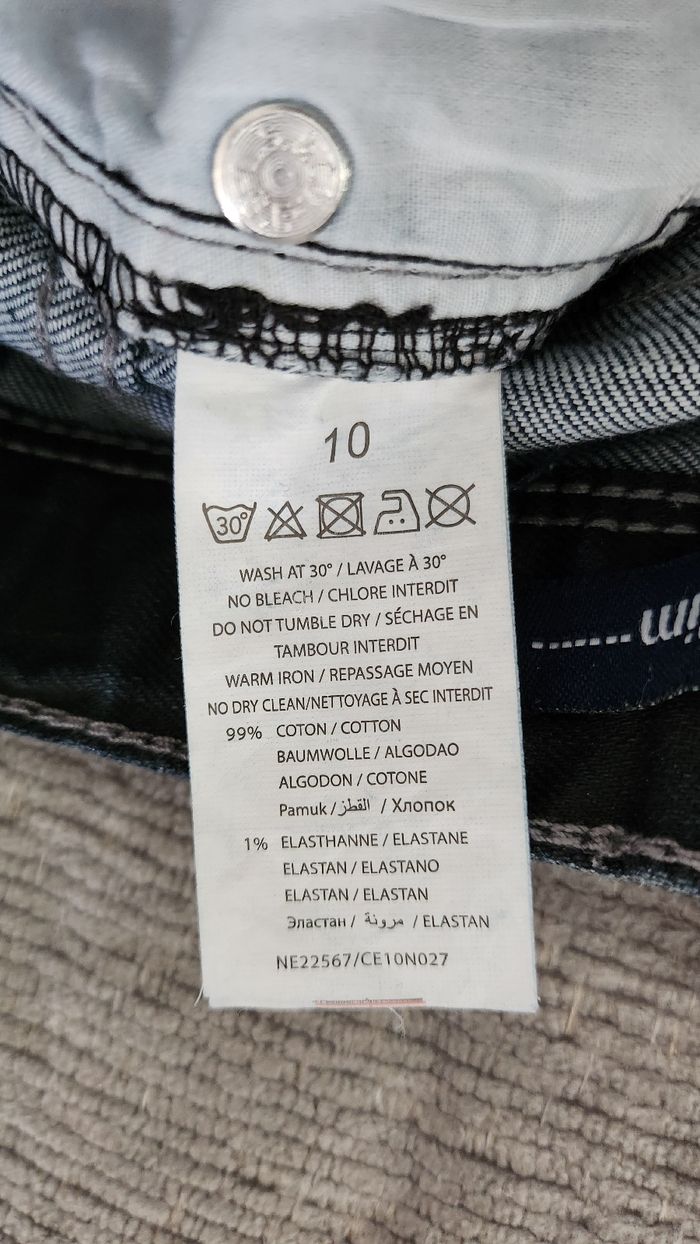 10
30°
WASH AT 30° / LAVAGE À 30°
NO BLEACH / CHLORE INTERDIT
DO NOT TUMBLE DRY / SÉCHAGE EN
TAMBOUR INTERDIT
WARM IRON / REPASSAGE MOYEN
NO DRY CLEAN/NETTOYAGE À SEC INTERDIT
99% COTON / COTTON
BAUMWOLLE / ALGODAO
ALGODON / COTONE
Pamuk / القطز / Хлопок
1% ELASTHANNE / ELASTANE
ELASTAN / ELASTANO
ELASTAN / ELASTAN
Эластан / مرونة / ELASTAN
NE22567/CE10N027